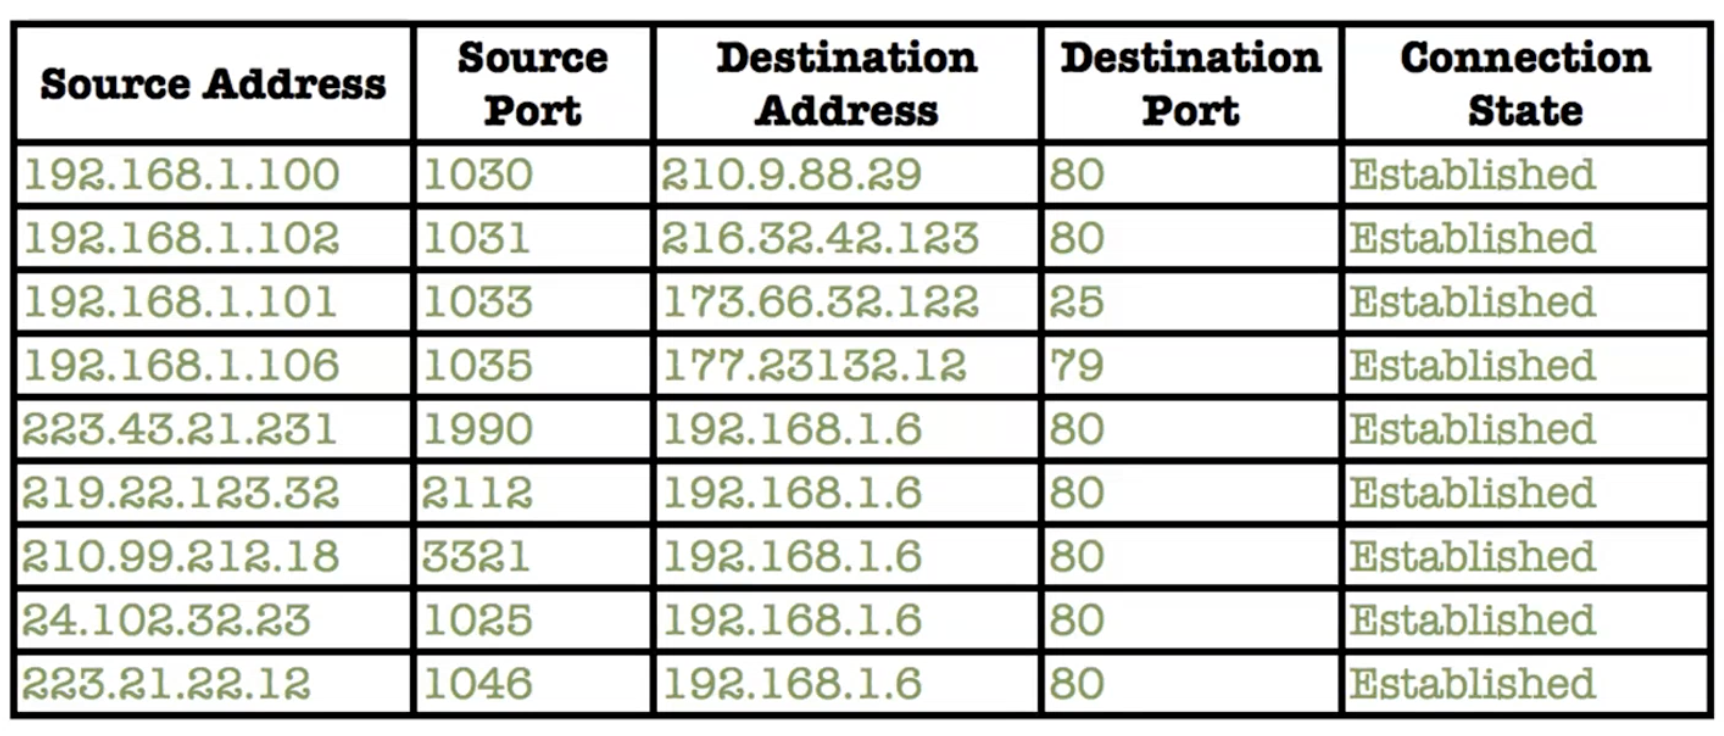 Source Address Source Port Destination Address Destination Port Connection State
192.168.1.100 1030 210.9.88.29 80 Established
192.168.1.102 1031 216.32.42.123 80 Established
192.168.1.101 1033 173.66.32.122 25 Established
192.168.1.106 1035 177.23132.12 79 Established
223.43.21.231 1990 192.168.1.6 80 Established
219.22.123.32 2112 192.168.1.6 80 Established
210.99.212.18 3321 192.168.1.6 80 Established
24.102.32.23 1025 192.168.1.6 80 Established
223.21.22.12 1046 192.168.1.6 80 Established